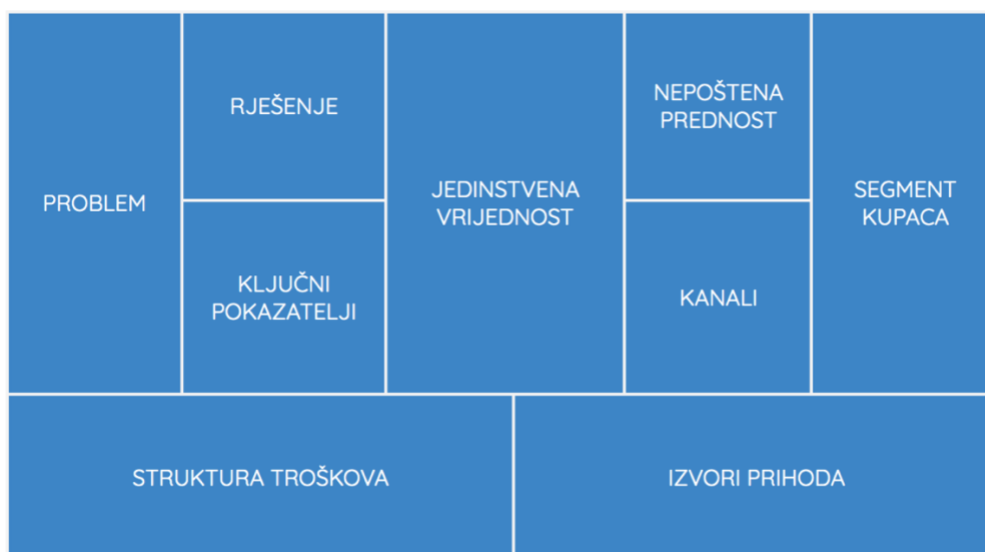 PROBLEM
RJEŠENJE
KLJUČNI
POKAZATELJI
JEDINSTVENA
VRIJEDNOST
NEPOŠTENA
PREDNOST
KANALI
SEGMENT
KUPACA
STRUKTURA TROŠKOVA
IZVORI PRIHODA